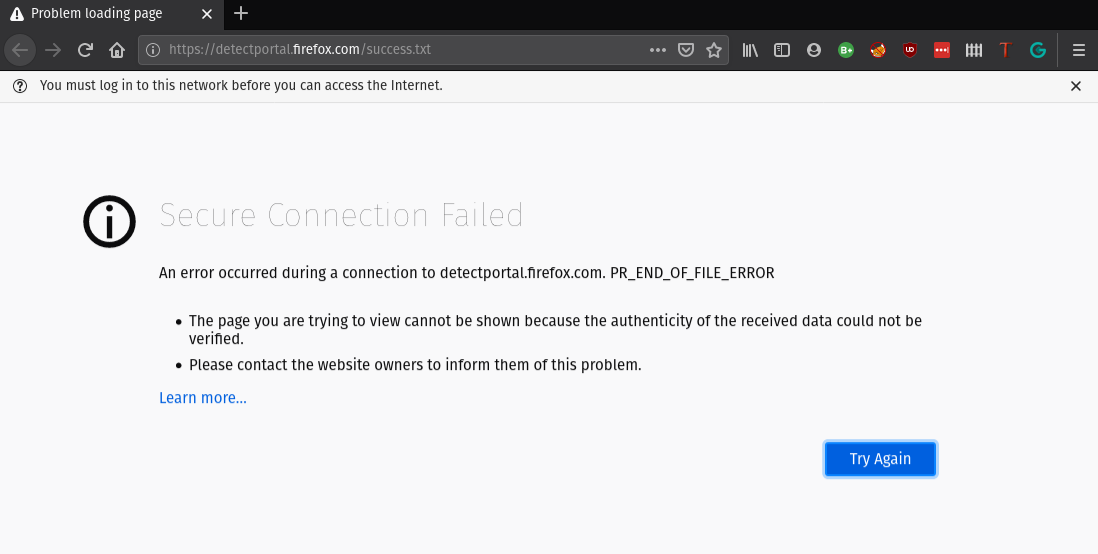 Problem loading page
https://detectportal.firefox.com/success.txt
You must log in to this network before you can access the Internet.
Secure Connection Failed
An error occurred during a connection to detectportal.firefox.com. PR_END_OF_FILE_ERROR
The page you are trying to view cannot be shown because the authenticity of the received data could not be
verified.
Please contact the website owners to inform them of this problem.
Learn more...
Try Again